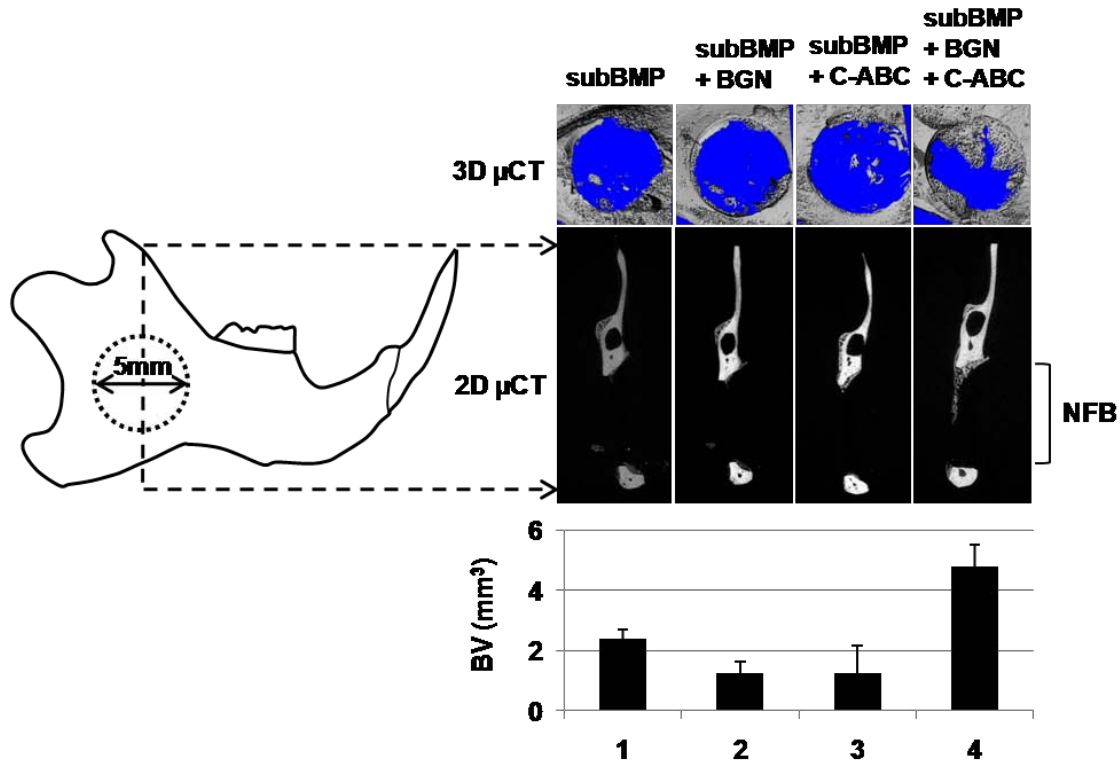 subBMP
subBMP
+ BGN
subBMP
+ C-ABC
subBMP
+ BGN
+ C-ABC
3D µCT
5mm
2D µCT
NFB
BV (mm³)
6
4
2
0
1 2 3 4